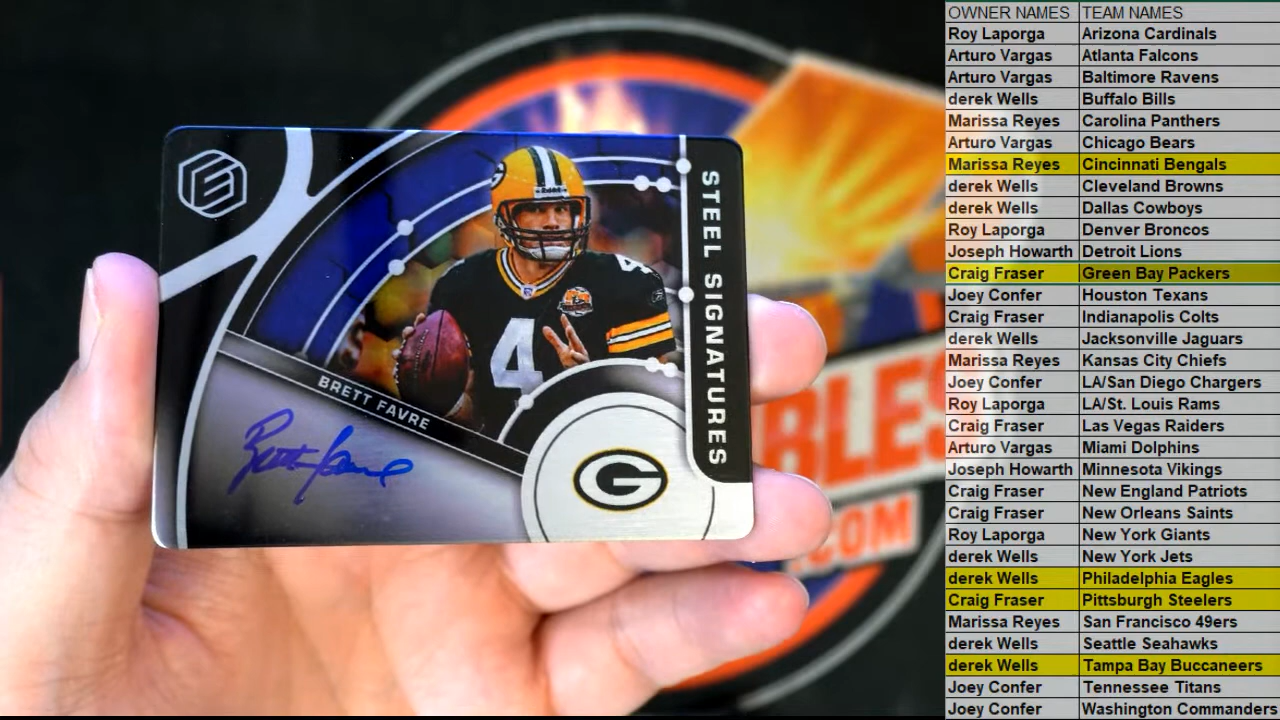 STEEL SIGNATURES
4
4
BRETT FAVRE
Brett Favre
G
BLES
.COM
OWNER NAMES TEAM NAMES
Roy Laporga Arizona Cardinals
Arturo Vargas Atlanta Falcons
Arturo Vargas Baltimore Ravens
derek Wells Buffalo Bills
Marissa Reyes Carolina Panthers
Arturo Vargas Chicago Bears
Marissa Reyes Cincinnati Bengals
derek Wells Cleveland Browns
derek Wells Dallas Cowboys
Roy Laporga Denver Broncos
Joseph Howarth Detroit Lions
Craig Fraser Green Bay Packers
Joey Confer Houston Texans
Craig Fraser Indianapolis Colts
derek Wells Jacksonville Jaguars
Marissa Reyes Kansas City Chiefs
Joey Confer LA/San Diego Chargers
Roy Laporga LA/St. Louis Rams
Craig Fraser Las Vegas Raiders
Arturo Vargas Miami Dolphins
Joseph Howarth Minnesota Vikings
Craig Fraser New England Patriots
Craig Fraser New Orleans Saints
Roy Laporga New York Giants
derek Wells New York Jets
derek Wells Philadelphia Eagles
Craig Fraser Pittsburgh Steelers
Marissa Reyes San Francisco 49ers
derek Wells Seattle Seahawks
derek Wells Tampa Bay Buccaneers
Joey Confer Tennessee Titans
Joey Confer Washington Commanders